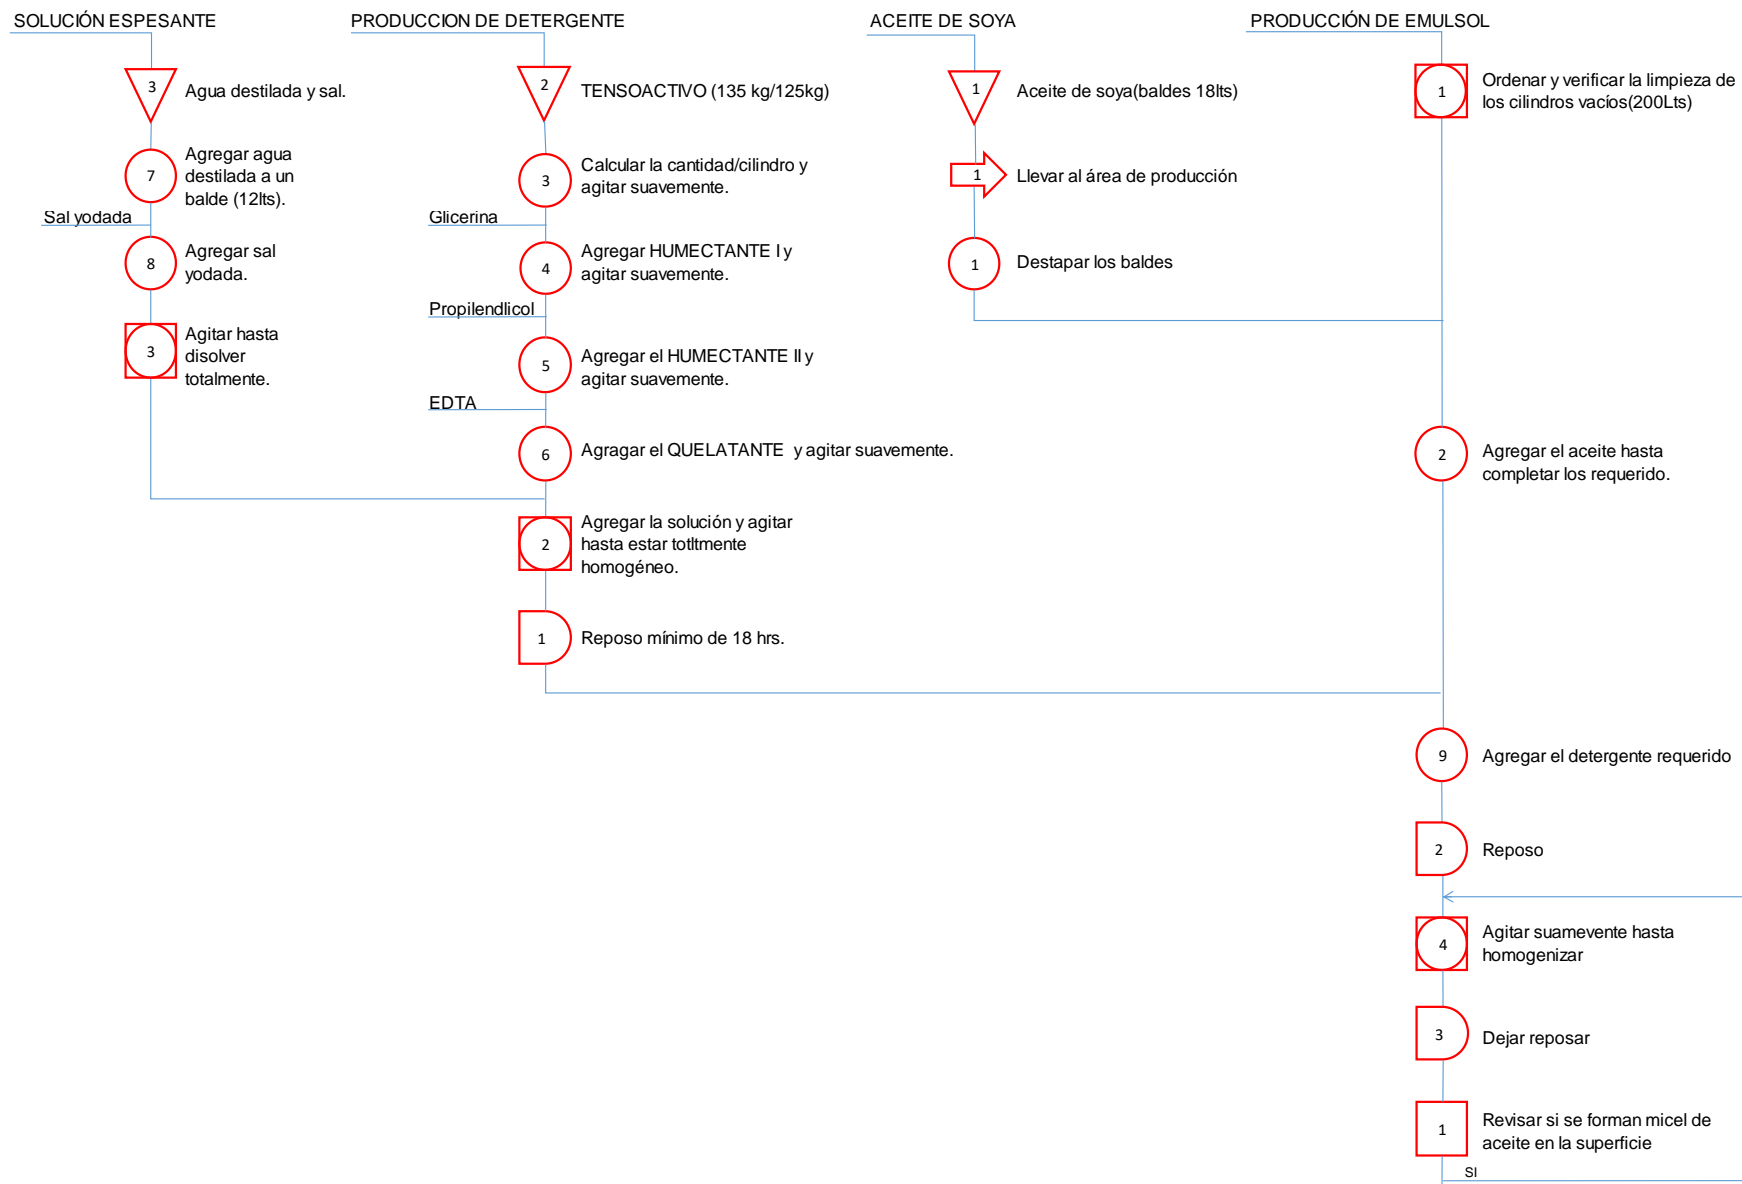 SOLUCIÓN ESPESANTE
3
Agua destilada y sal.
7
Agregar agua
destilada a un
balde (12lts).
Sal yodada
8
Agregar sal
yodada.
3
Agitar hasta
disolver
totalmente.
PRODUCCION DE DETERGENTE
2
TENSOACTIVO (135 kg/125kg)
3
Calcular la cantidad/cilindro y
agitar suavemente.
Glicerina
4
Agregar HUMECTANTE I y
agitar suavemente.
Propilendlicol
5
Agregar el HUMECTANTE II y
agitar suavemente.
EDTA
6
Agragar el QUELATANTE y agitar suavemente.
2
Agregar la solución y agitar
hasta estar totltmente
homogéneo.
1
Reposo mínimo de 18 hrs.
ACEITE DE SOYA
1
Aceite de soya(baldes 18lts)
1
Llevar al área de producción
1
Destapar los baldes
PRODUCCIÓN DE EMULSOL
1
Ordenar y verificar la limpieza de
los cilindros vacíos(200Lts)
2
Agregar el aceite hasta
completar los requerido.
9
Agregar el detergente requerido
2
Reposo
4
Agitar suamevente hasta
homogenizar
3
Dejar reposar
1
Revisar si se forman micel de
aceite en la superficie
SI